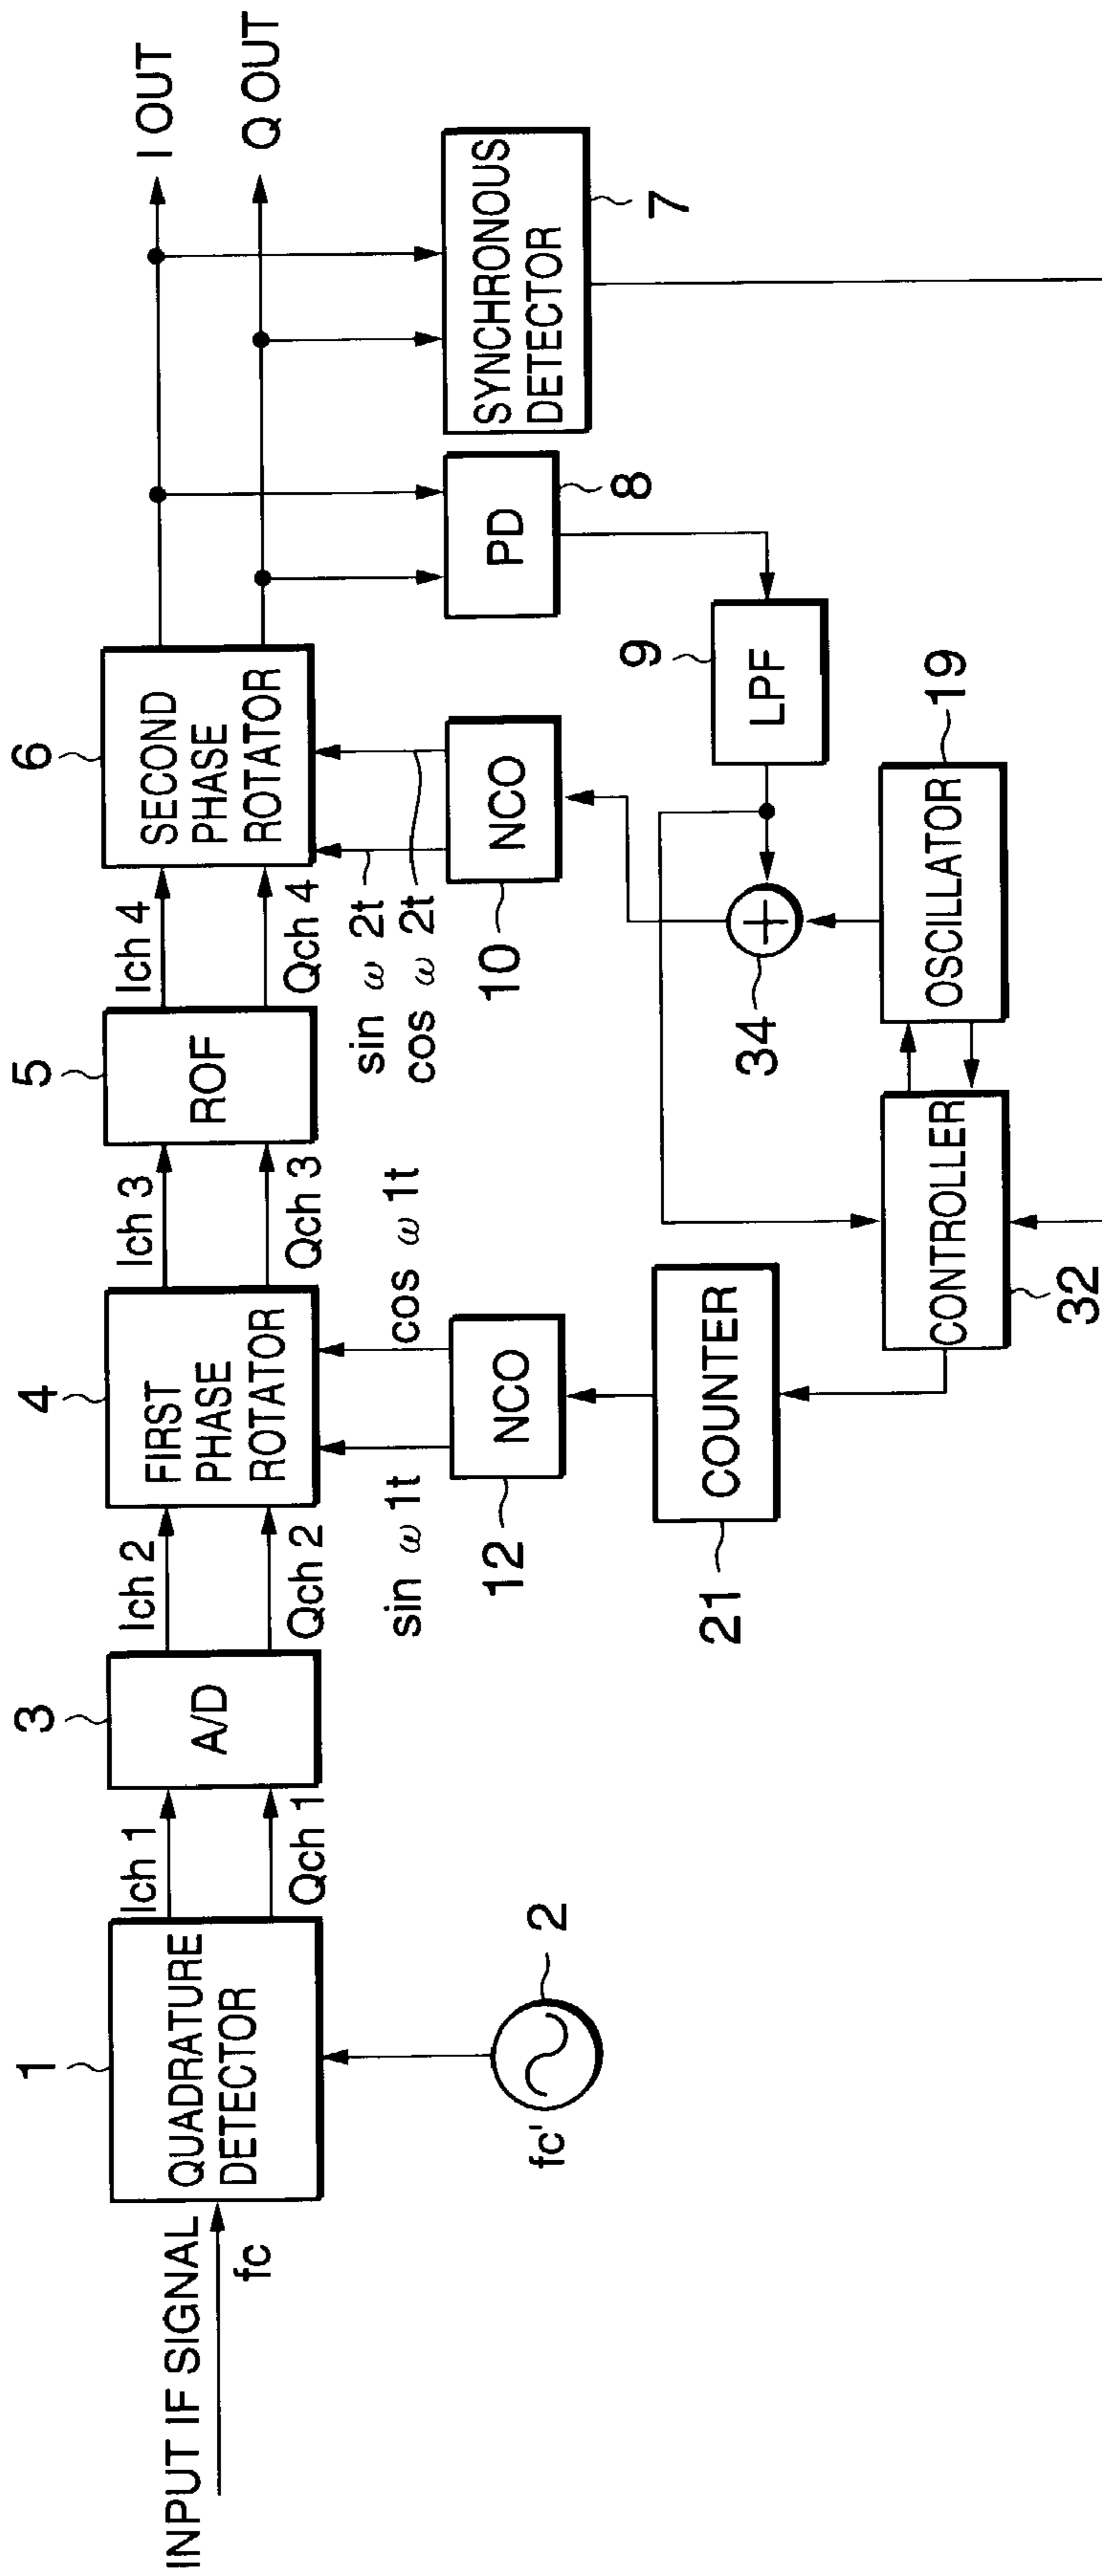 INPUT IF SIGNAL
fc
1
QUADRATURE
DETECTOR
fc'
2
Ich 1
Qch 1
3
A/D
Ich 2
Qch 2
4
FIRST
PHASE
ROTATOR
sin ω 1t
cos ω 1t
12
NCO
21
COUNTER
Ich 3
Qch 3
5
ROF
Ich 4
Qch 4
6
SECOND
PHASE
ROTATOR
sin ω 2t
cos ω 2t
10
NCO
34
+
9
LPF
CONTROLLER
32
OSCILLATOR
19
PD
8
SYNCHRONOUS
DETECTOR
7
I OUT
Q OUT